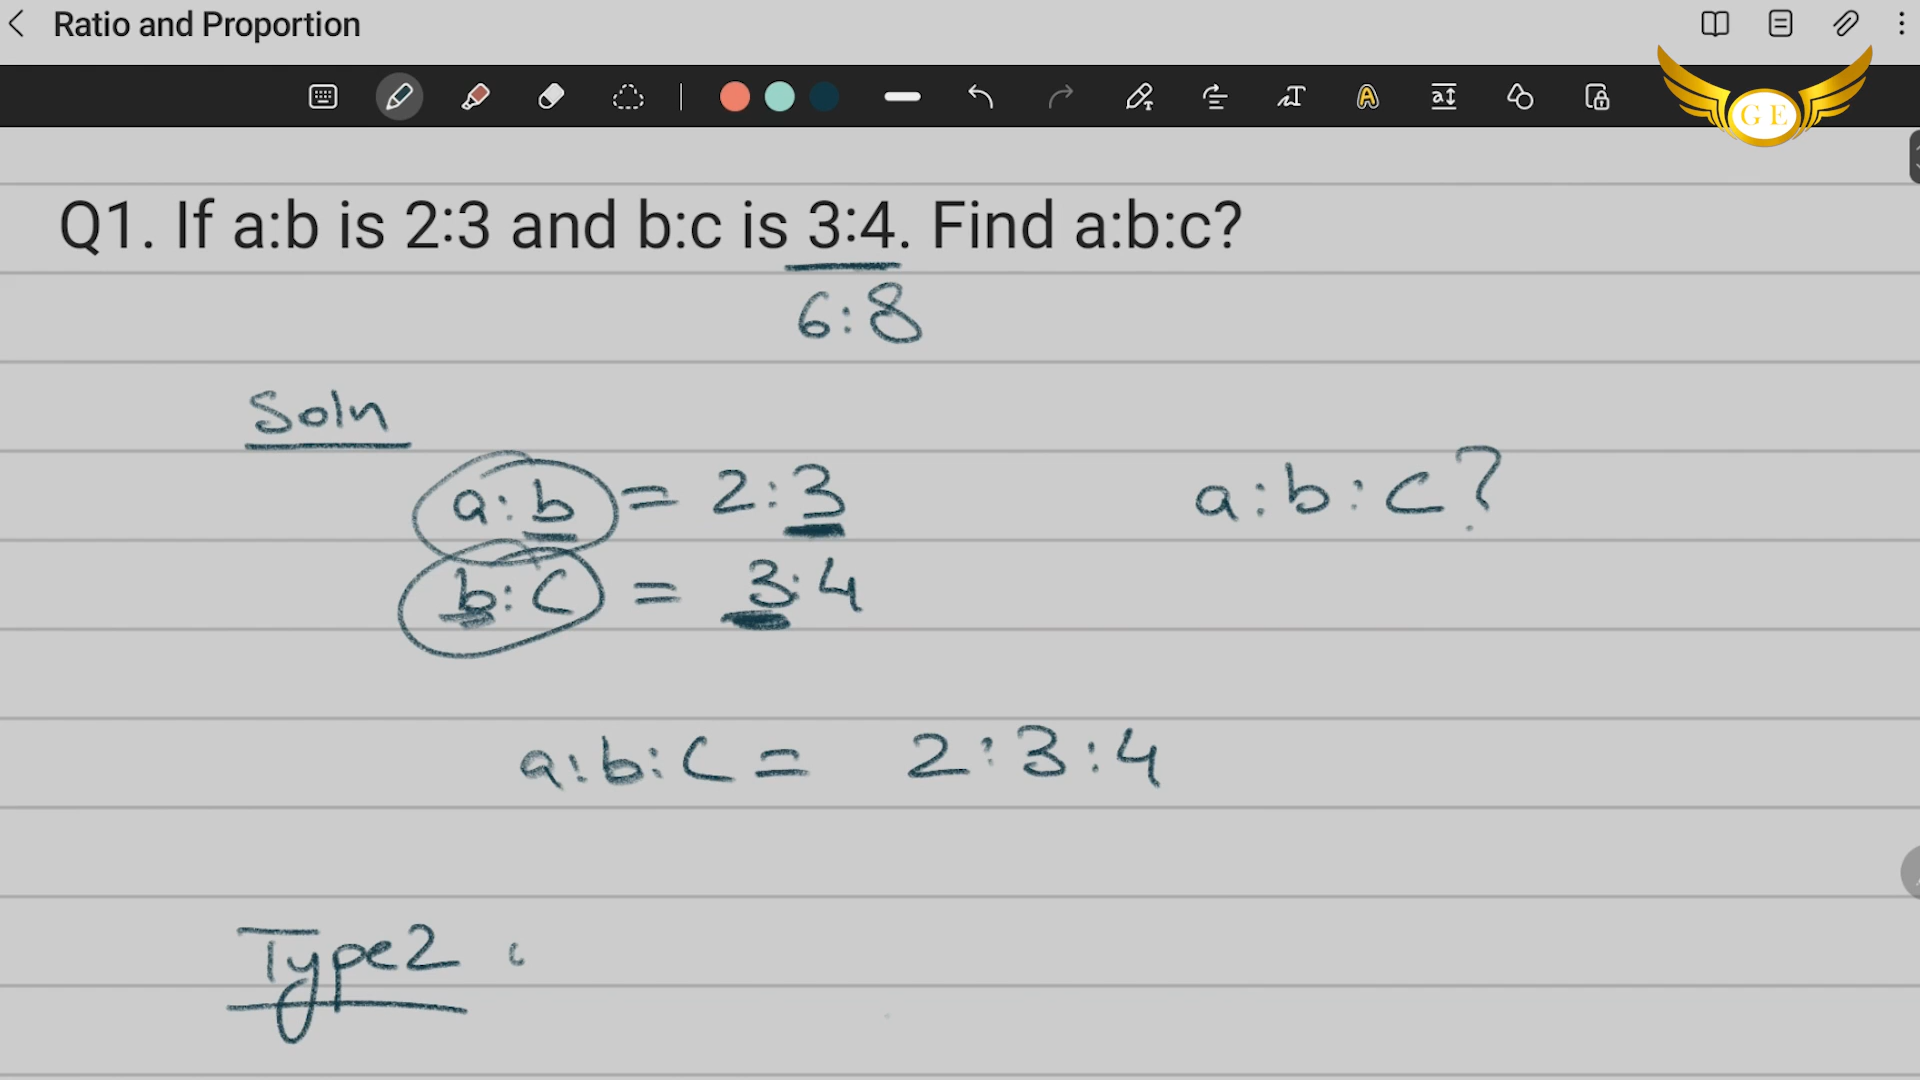 Ratio and Proportion
G E
Q1. If a:b is 2:3 and b:c is 3:4. Find a:b:c?
6:8
Soln
a:b = 2:3
a:b:c?
b:c = 3:4
a:b:c = 2:3:4
Type2